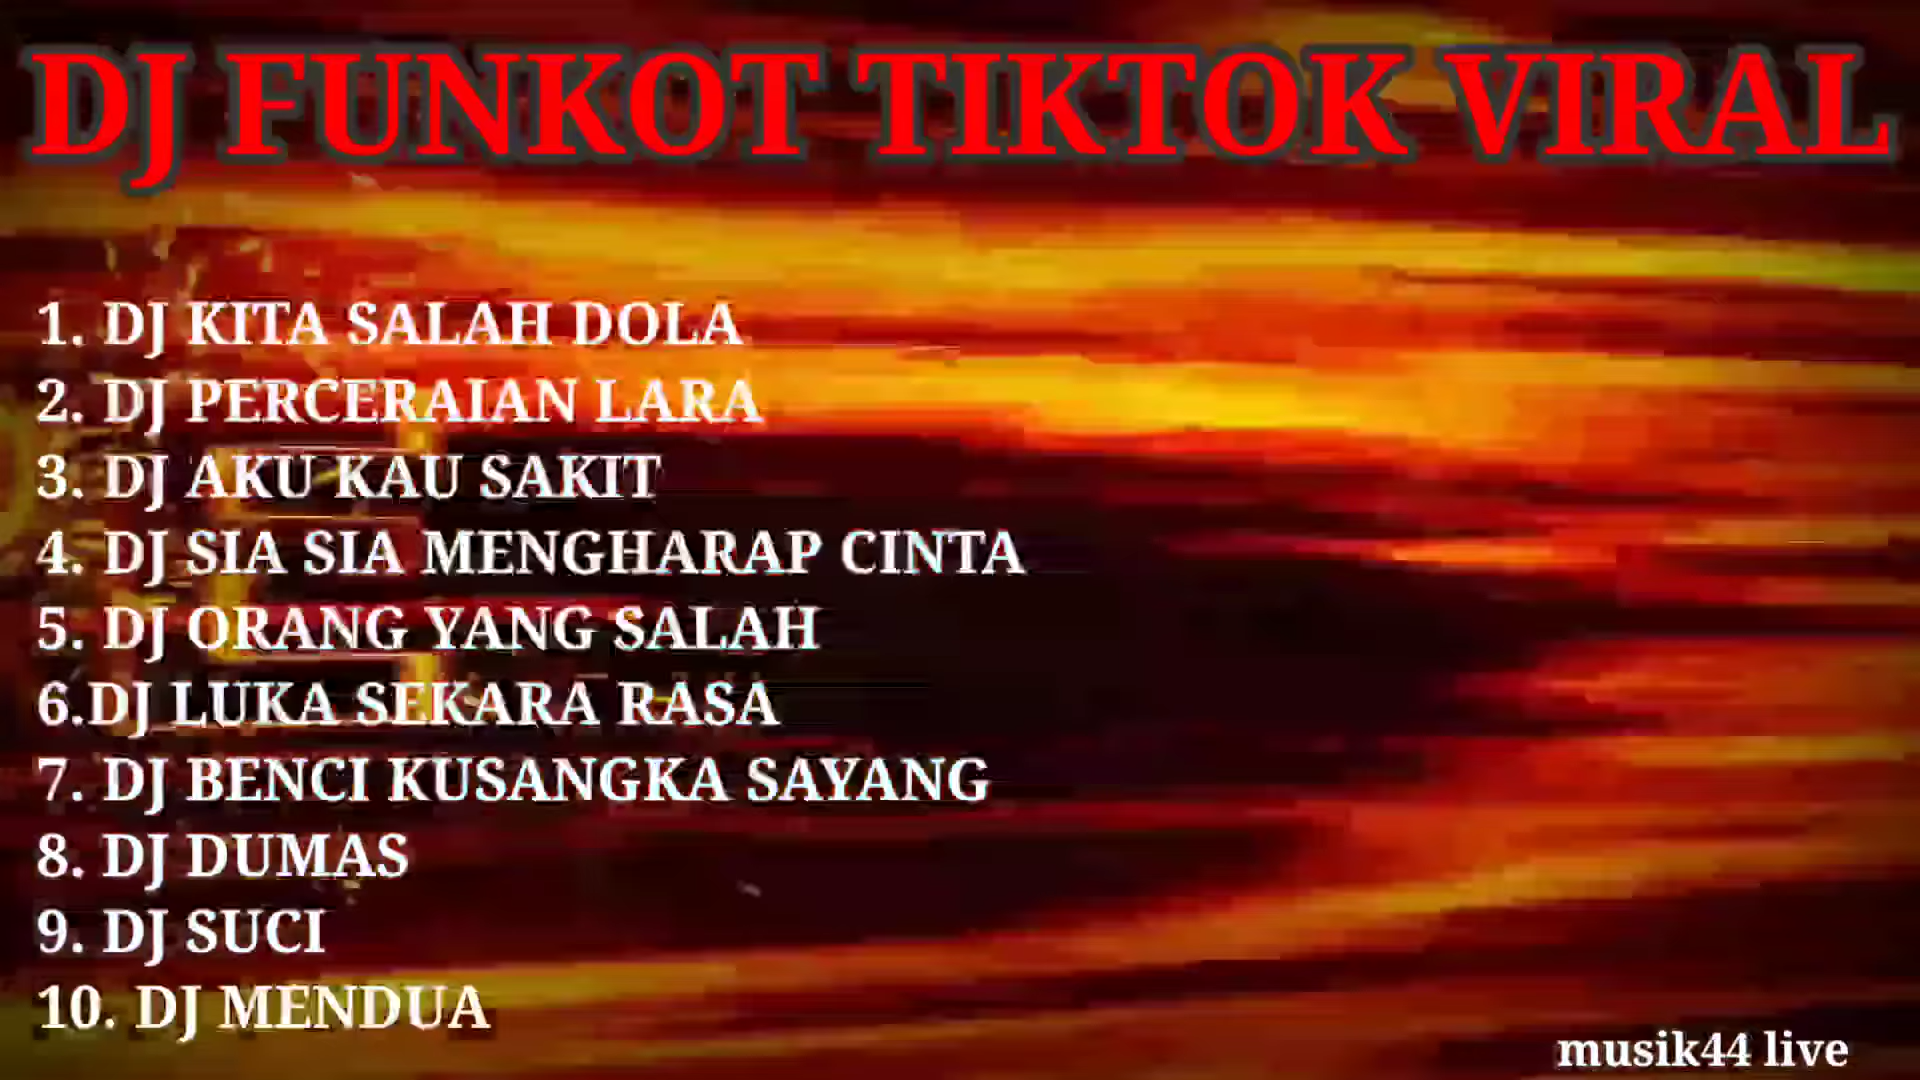 DJ FUNKOT TIKTOK VIRAL
1. DJ KITA SALAH DOLA
2. DJ PERCERAIAN LARA
3. DJ AKU KAU SAKIT
4. DJ SIA SIA MENGHARAP CINTA
5. DJ ORANG YANG SALAH
6.DJ LUKA SEKARA RASA
7. DJ BENCI KUSANGKA SAYANG
8. DJ DUMAS
9. DJ SUCI
10. DJ MENDUA
musik44 live